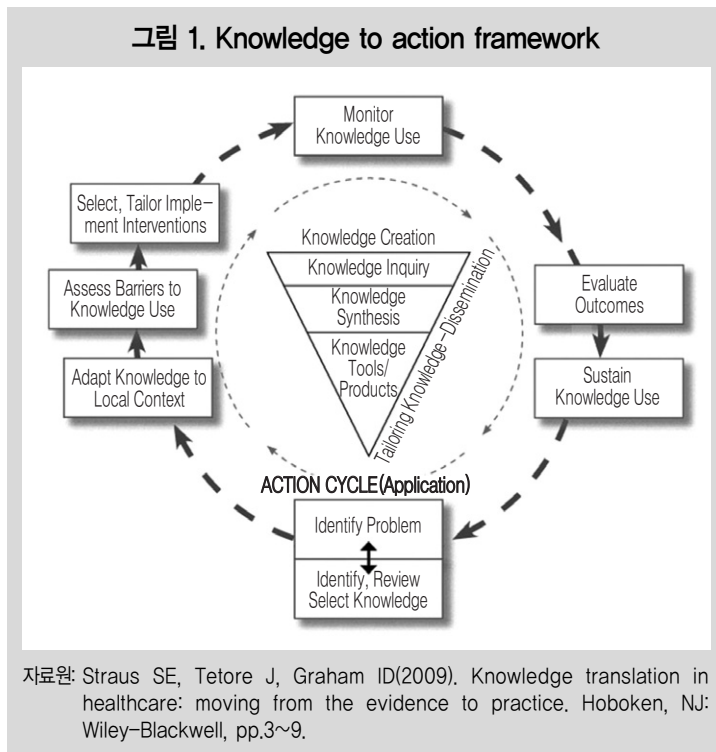 그림 1. Knowledge to action framework
Monitor
Knowledge Use
Select, Tailor Imple-
ment Interventions
Assess Barriers to
Knowledge Use
Adapt Knowledge to
Local Context
Knowledge Creation
Knowledge Inquiry
Knowledge
Synthesis
Knowledge
Tools/
Products
Tailoring Knowledge-Dissemination
Evaluate
Outcomes
Sustain
Knowledge Use
ACTION CYCLE(Application)
Identify Problem
Identify, Review
Select Knowledge
자료원: Straus SE, Tetore J, Graham ID(2009). Knowledge translation in
healthcare: moving from the evidence to practice. Hoboken, NJ:
Wiley-Blackwell, pp.3~9.